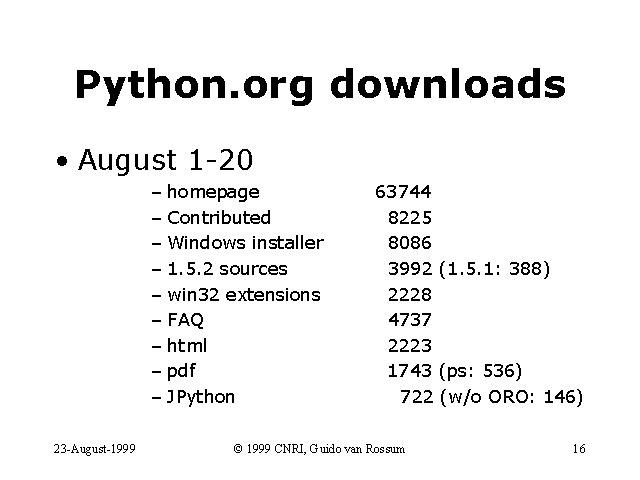 Python.org downloads
• August 1-20
– homepage 63744
– Contributed 8225
– Windows installer 8086
– 1.5.2 sources 3992 (1.5.1: 388)
– win32 extensions 2228
– FAQ 4737
– html 2223
– pdf 1743 (ps: 536)
– JPython 722 (w/o ORO: 146)
23-August-1999 © 1999 CNRI, Guido van Rossum 16